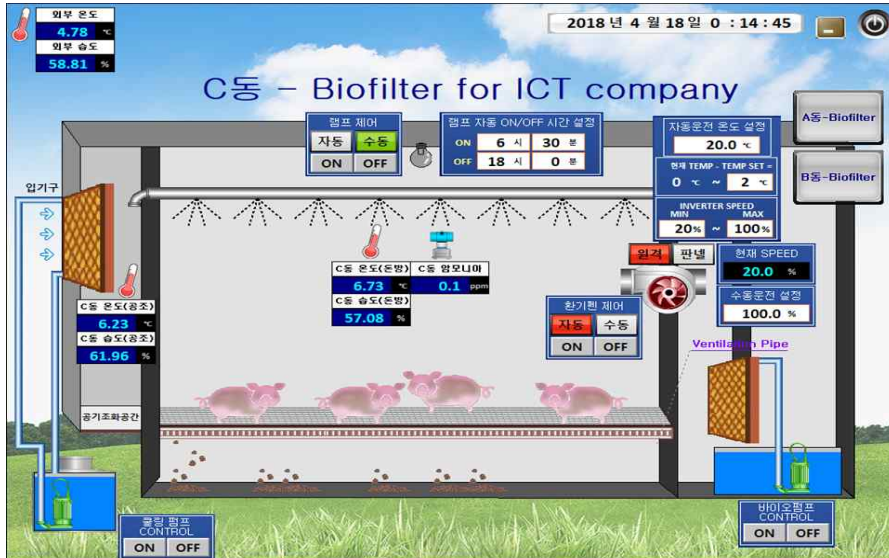 외부 온도
4.78 ℃
외부 습도
58.81 %
2018 년 4 월 18 일 0 : 14 : 45
C동 - Biofilter for ICT company
A동-Biofilter
B동-Biofilter
램프 제어
자동 수동
ON OFF
램프 자동 ON/OFF 시간 설정
ON 6 시 30 분
OFF 18 시 0 분
자동운전 온도 설정
20.0 ℃
현재 TEMP - TEMP SET =
0 ℃ ~ 2 ℃
INVERTER SPEED
MIN MAX
20% ~ 100%
원격 판넬
현재 SPEED
20.0 %
수동운전 설정
100.0 %
입기구
C동 온도(돈방)
6.73 ℃
C동 습도(돈방)
57.08 %
C동 암모니아
0.1 ppm
C동 온도(공조)
6.23 ℃
C동 습도(공조)
61.96 %
환기팬 제어
자동 수동
ON OFF
Ventilation Pipe
공기조화공간
쿨링 펌프
CONTROL
ON OFF
바이오펌프
CONTROL
ON OFF